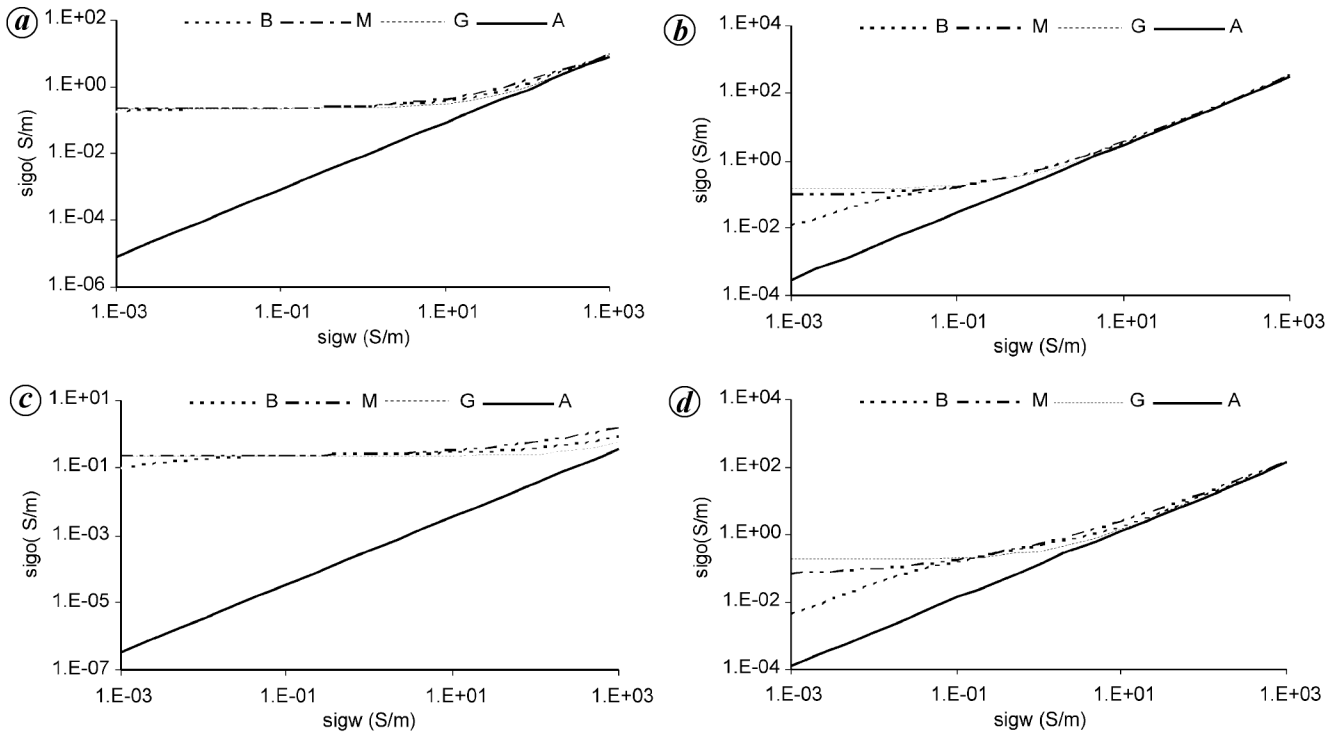 a
B M G A
1.E+02
1.E+00
1.E-02
1.E-04
1.E-06
sigo( S/m)
1.E-03 1.E-01 1.E+01 1.E+03
sigw (S/m)
b
B M G A
1.E+04
1.E+02
1.E+00
1.E-02
1.E-04
sigo (S/m)
1.E-03 1.E-01 1.E+01 1.E+03
sigw (S/m)
c
B M G A
1.E+01
1.E-01
1.E-03
1.E-05
1.E-07
sigo( S/m)
1.E-03 1.E-01 1.E+01 1.E+03
sigw (S/m)
d
B M G A
1.E+04
1.E+02
1.E+00
1.E-02
1.E-04
sigo(S/m)
1.E-03 1.E-01 1.E+01 1.E+03
sigw (S/m)